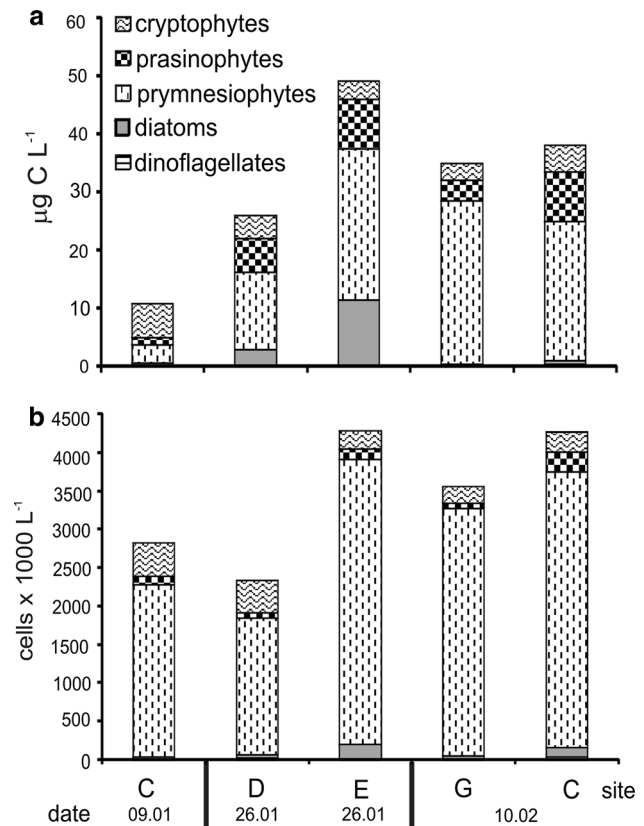 a
60
50
40
30
20
10
0
µg C L-1
cryptophytes
prasinophytes
prymnesiophytes
diatoms
dinoflagellates
b
4500
4000
3500
3000
2500
2000
1500
1000
500
0
cells x 1000 L-1
C D E G C site
date 09.01 26.01 26.01 10.02